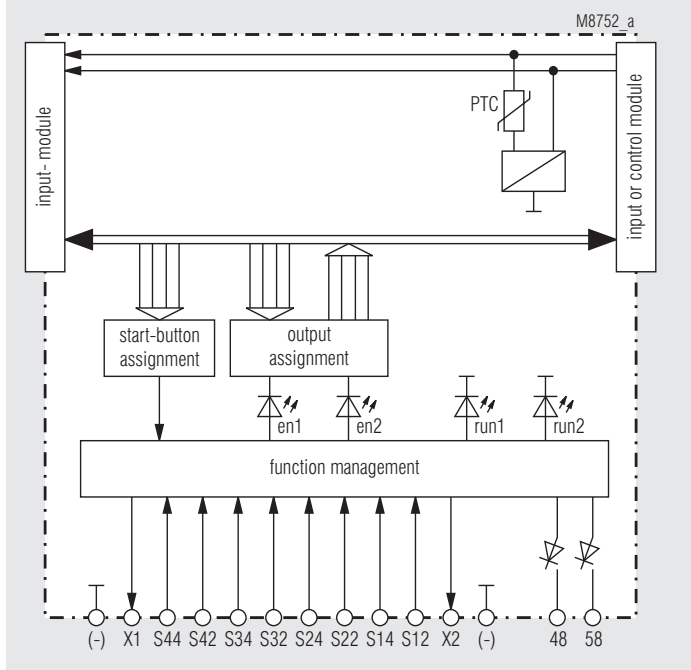 M8752_a
input- module
PTC
input or control module
start-button
assignment
output
assignment
en1
en2
run1
run2
function management
(-)
X1
S44
S42
S34
S32
S24
S22
S14
S12
X2
(-)
48
58